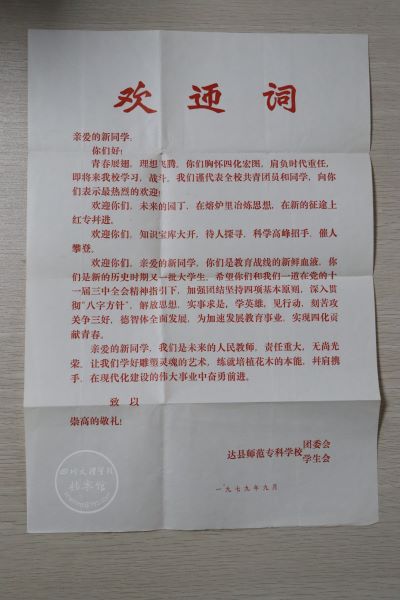 欢迎词
亲爱的新同学：
你们好！
青春展翅，理想飞腾。你们胸怀四化宏图，肩负时代重任，
即将来我校学习，战斗。我们谨代表全校共青团员和同学，向你
们表示最热烈的欢迎！
欢迎你们，未来的园丁，在熔炉里冶炼思想，在新的征途上
红专并进。
欢迎你们，知识宝库大开，待人探寻，科学高峰招手，催人
攀登。
欢迎你们，亲爱的新同学，你们是教育战线的新鲜血液，你
们是新的历史时期又一批大学生，希望你们和我们一道在党的十
一届三中全会精神指引下，加强团结坚持四项基本原则，深入贯
彻“八字方针”，解放思想，实事求是，学英雄，见行动，刻苦攻
关争三好，德智体全面发展，为加速发展教育事业，实现四化贡
献青春。
亲爱的新同学，我们是未来的人民教师，责任重大，无尚光
荣，让我们学好雕塑灵魂的艺术，练就培植花木的本能，并肩携
手，在现代化建设的伟大事业中奋勇前进。
致以
崇高的敬礼！
达县师范专科学校 团委会
学生会
一九七九年九月
四川文理学院
档案馆